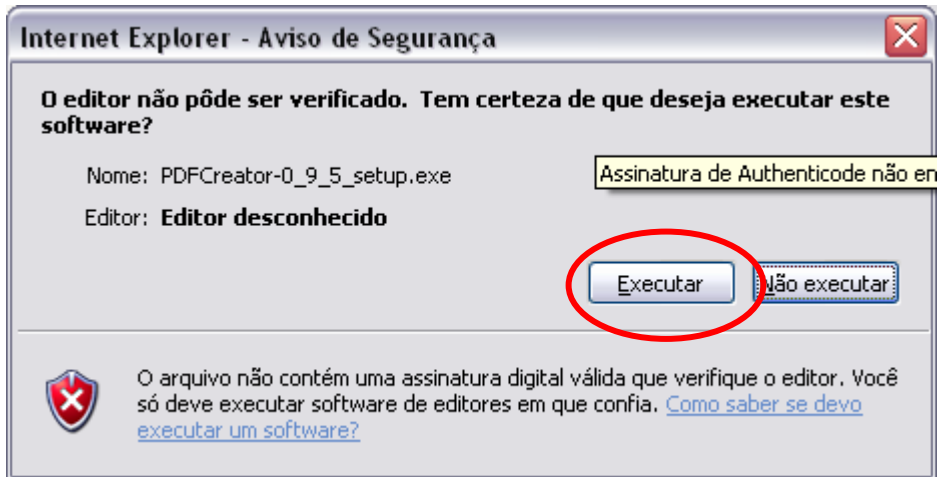 Internet Explorer - Aviso de Segurança
O editor não pôde ser verificado. Tem certeza de que deseja executar este
software?
Nome: PDFCreator-0_9_5_setup.exe
Assinatura de Authenticode não en
Editor: Editor desconhecido
Executar
Não executar
O arquivo não contém uma assinatura digital válida que verifique o editor. Você
só deve executar software de editores em que confia. Como saber se devo
executar um software?